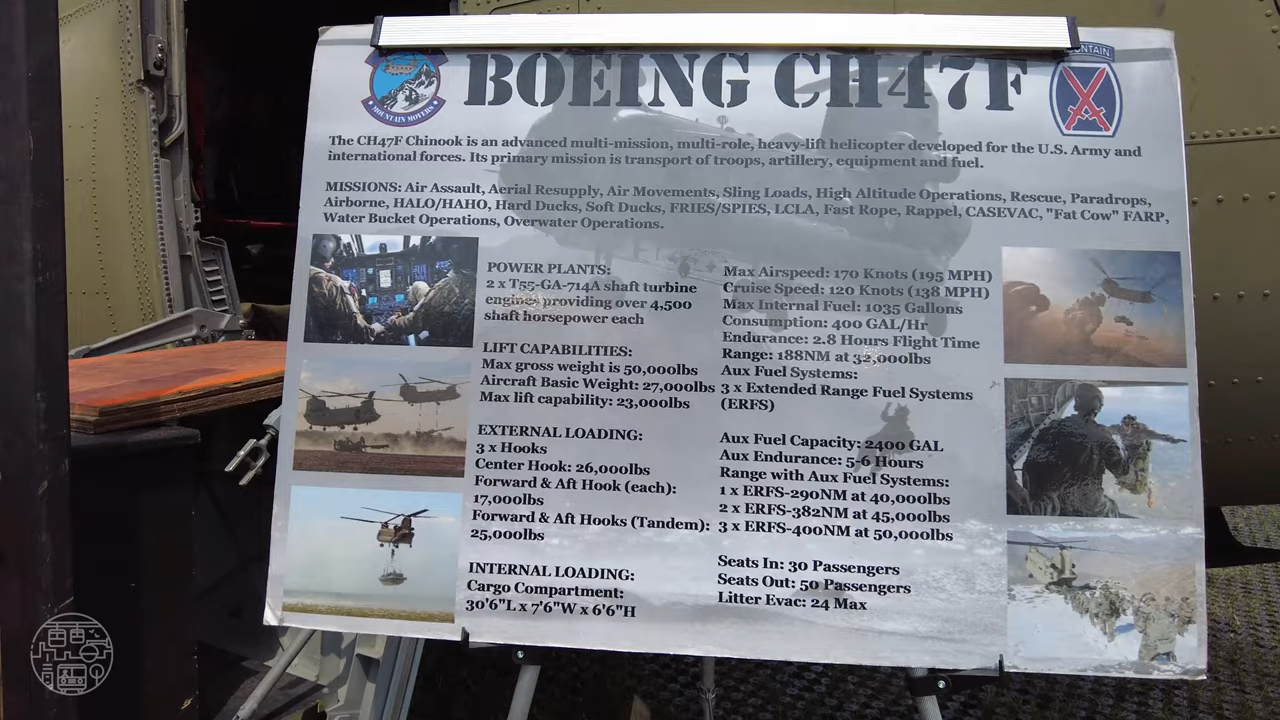 BOEING CH47F
MOUNTAIN MOVERS
MOUNTAIN
The CH47F Chinook is an advanced multi-mission, multi-role, heavy-lift helicopter developed for the U.S. Army and
international forces. Its primary mission is transport of troops, artillery, equipment and fuel.
MISSIONS: Air Assault, Aerial Resupply, Air Movements, Sling Loads, High Altitude Operations, Rescue, Paradrops,
Airborne, HALO/HAHO, Hard Ducks, Soft Ducks, FRIES/SPIES, LCLA, Fast Rope, Rappel, CASEVAC, "Fat Cow" FARP,
Water Bucket Operations, Overwater Operations.
POWER PLANTS:
2 x T55-GA-714A shaft turbine
engines providing over 4,500
shaft horsepower each
LIFT CAPABILITIES:
Max gross weight is 50,000lbs
Aircraft Basic Weight: 27,000lbs
Max lift capability: 23,000lbs
EXTERNAL LOADING:
3 x Hooks
Center Hook: 26,000lbs
Forward & Aft Hook (each):
17,000lbs
Forward & Aft Hooks (Tandem):
25,000lbs
INTERNAL LOADING:
Cargo Compartment:
30'6"L x 7'6"W x 6'6"H
Max Airspeed: 170 Knots (195 MPH)
Cruise Speed: 120 Knots (138 MPH)
Max Internal Fuel: 1035 Gallons
Consumption: 400 GAL/Hr
Endurance: 2.8 Hours Flight Time
Range: 188NM at 32,000lbs
Aux Fuel Systems:
3 x Extended Range Fuel Systems
(ERFS)
Aux Fuel Capacity: 2400 GAL
Aux Endurance: 5-6 Hours
Range with Aux Fuel Systems:
1 x ERFS-290NM at 40,000lbs
2 x ERFS-382NM at 45,000lbs
3 x ERFS-400NM at 50,000lbs
Seats In: 30 Passengers
Seats Out: 50 Passengers
Litter Evac: 24 Max